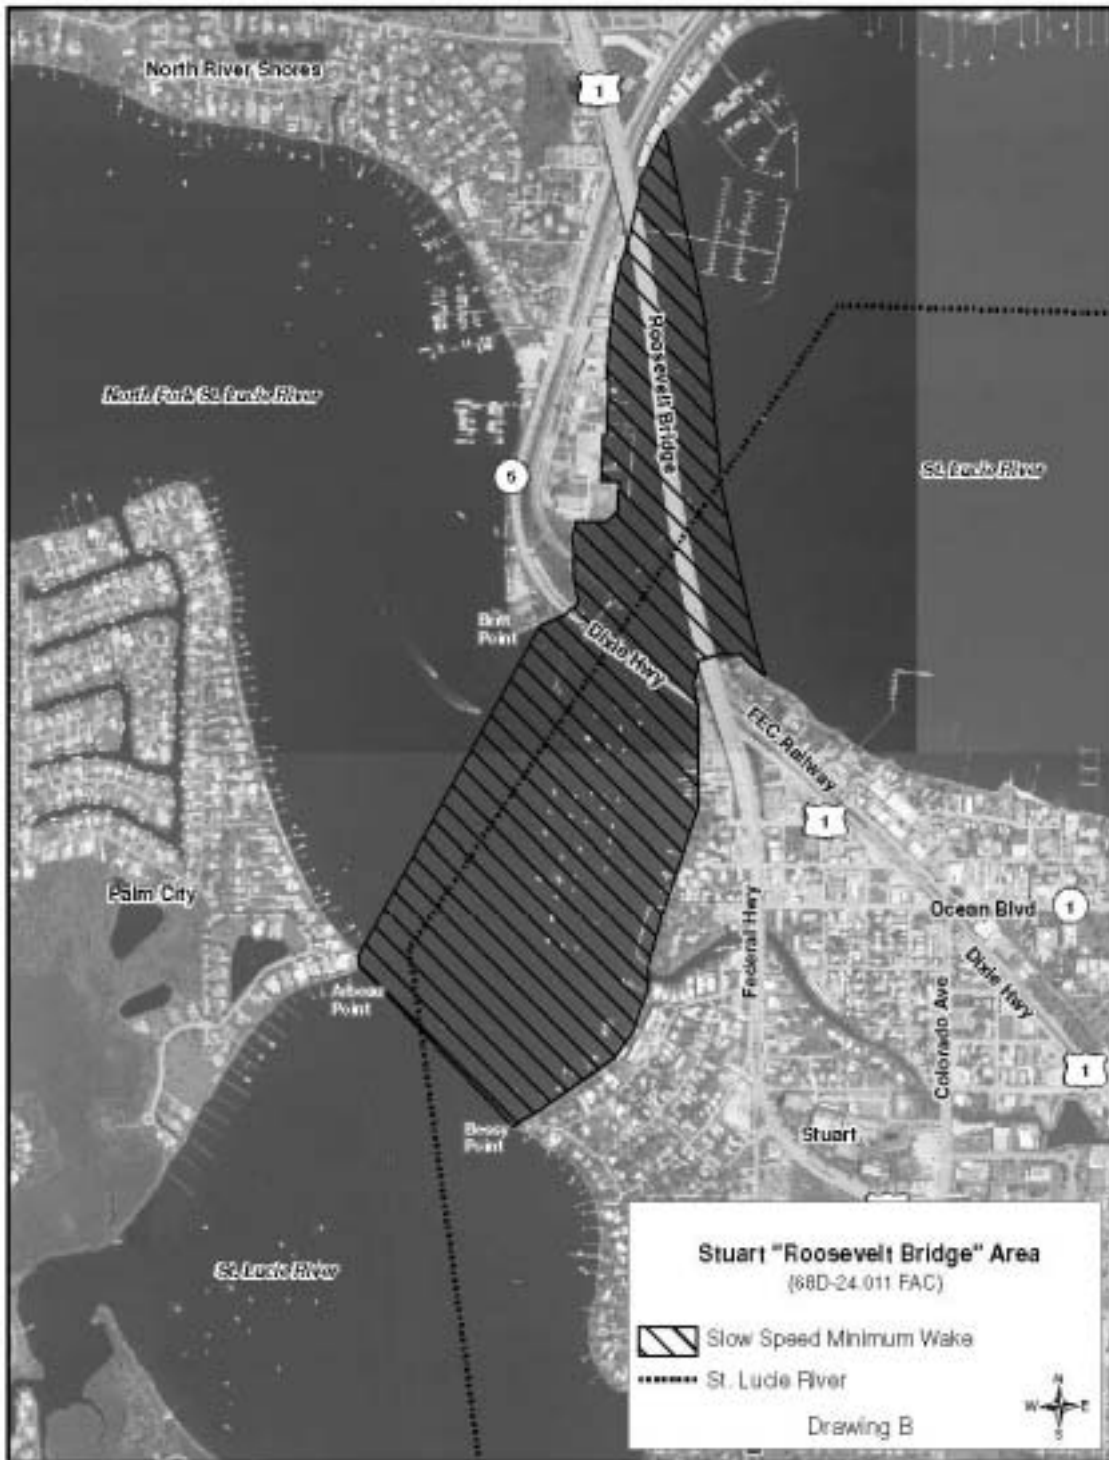 North River Shores
1
Roosevelt Bridge
North Fork St. Lucie River
St. Lucie River
5
Britt
Point
Dixie Hwy
FEC Railway
1
Palm City
Ocean Blvd
1
Federal Hwy
Dixie Hwy
Arbeau
Point
Colorado Ave
1
Bessy
Point
Stuart
St. Lucie River
Stuart "Roosevelt Bridge" Area
(68D-24.011 FAC)
Slow Speed Minimum Wake
St. Lucie River
Drawing B
N
W E
S